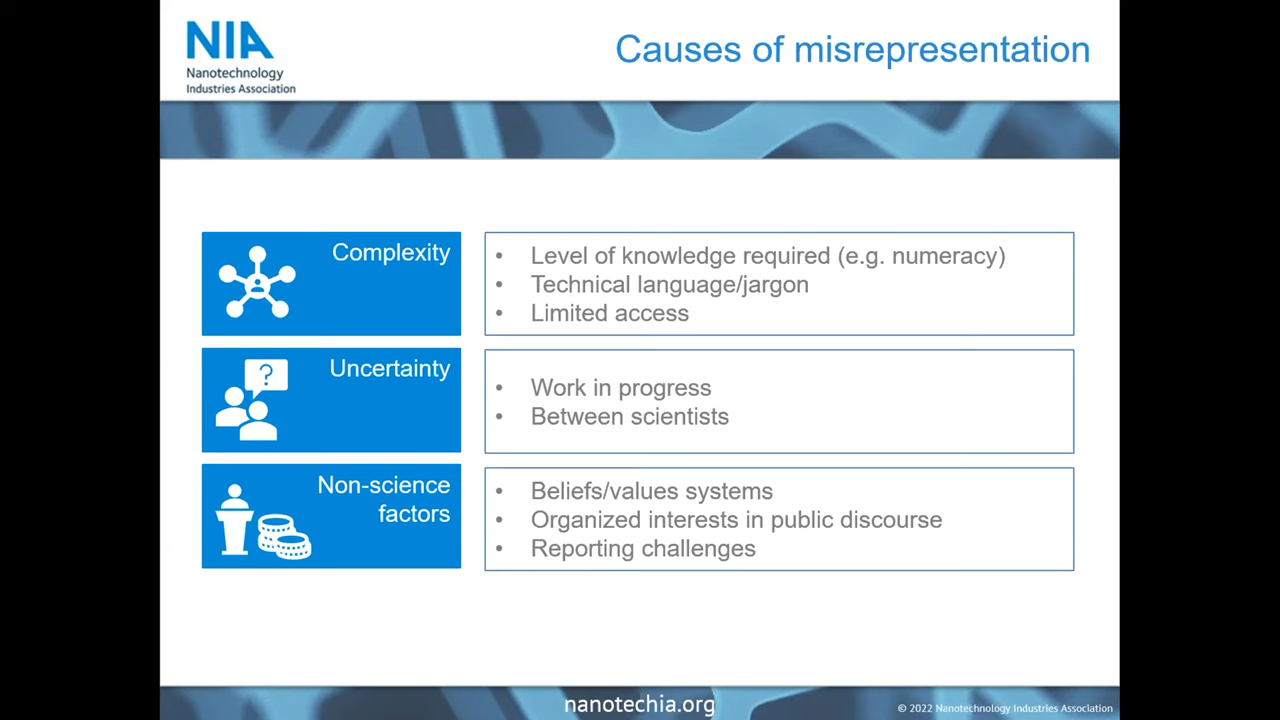 NIA
Nanotechnology
Industries Association
Causes of misrepresentation
Complexity
• Level of knowledge required (e.g. numeracy)
• Technical language/jargon
• Limited access
?
Uncertainty
• Work in progress
• Between scientists
Non-science
factors
• Beliefs/values systems
• Organized interests in public discourse
• Reporting challenges
nanotechia.org
© 2022 Nanotechnology Industries Association